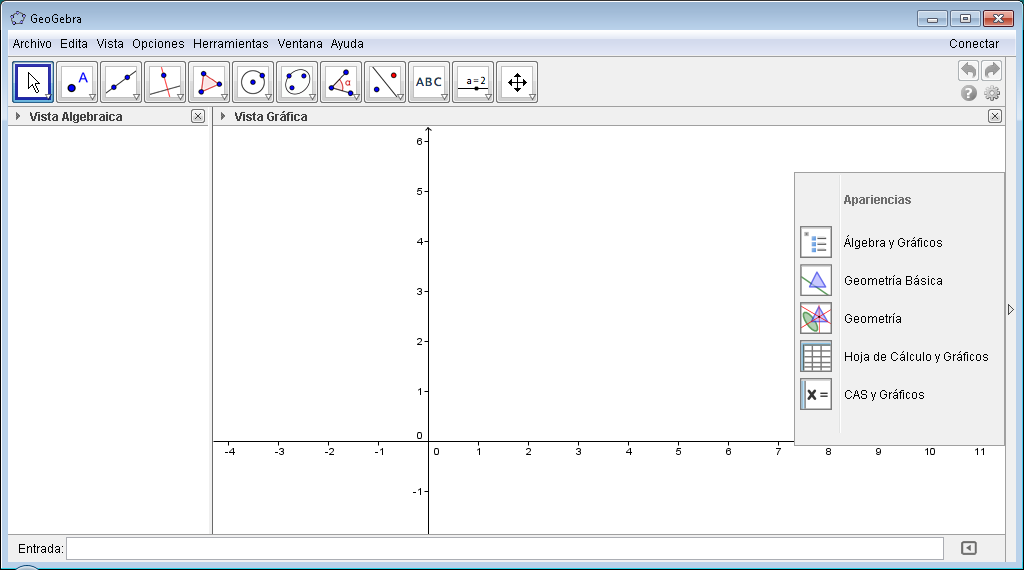 GeoGebra
Archivo Edita Vista Opciones Herramientas Ventana Ayuda Conectar
A α ABC a=2
Vista Algebraica
Vista Gráfica
6
5
4
3
2
1
0
-4 -3 -2 -1 0 1 2 3 4 5 6 7 8 9 10 11
-1
Apariencias
Álgebra y Gráficos
Geometría Básica
Geometría
Hoja de Cálculo y Gráficos
x = CAS y Gráficos
Entrada: